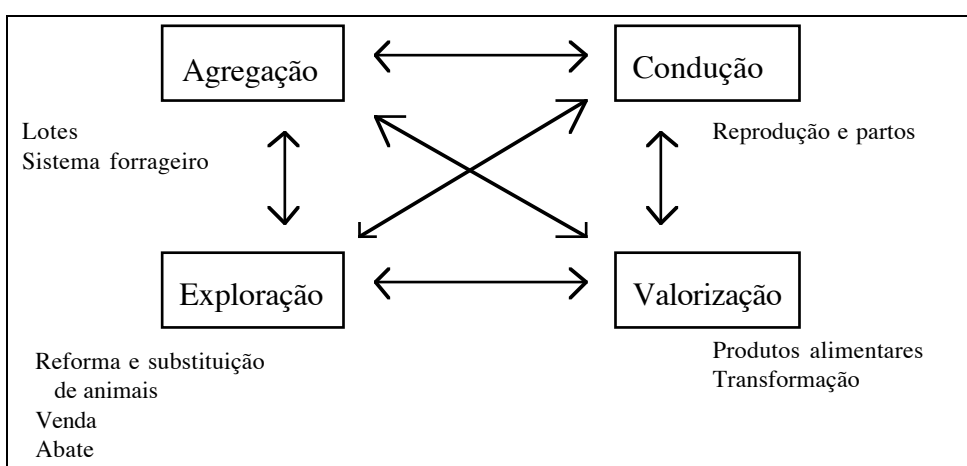 Agregação
Condução
Lotes
Sistema forrageiro
Reprodução e partos
Exploração
Valorização
Reforma e substituição
de animais
Venda
Abate
Produtos alimentares
Transformação